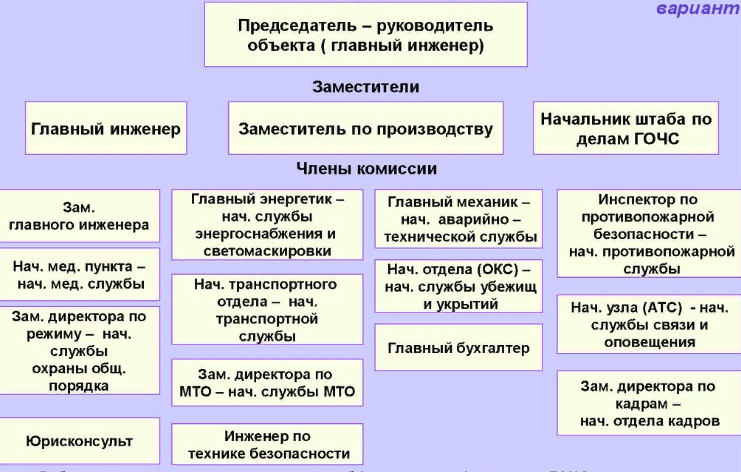 вариант
Председатель – руководитель
объекта ( главный инженер)
Заместители
Главный инженер
Заместитель по производству
Начальник штаба по
делам ГОЧС
Члены комиссии
Зам.
главного инженера
Нач. мед. пункта –
нач. мед. службы
Зам. директора по
режиму – нач.
службы
охраны общ.
порядка
Юрисконсульт
Главный энергетик –
нач. службы
энергоснабжения и
светомаскировки
Нач. транспортного
отдела – нач.
транспортной
службы
Зам. директора по
МТО – нач. службы МТО
Инженер по
технике безопасности
Главный механик –
нач. аварийно –
технической службы
Нач. отдела (ОКС) –
нач. службы убежищ
и укрытий
Главный бухгалтер
Инспектор по
противопожарной
безопасности –
нач. противопожарной
службы
Нач. узла (АТС) - нач.
службы связи и
оповещения
Зам. директора по
кадрам –
нач. отдела кадров